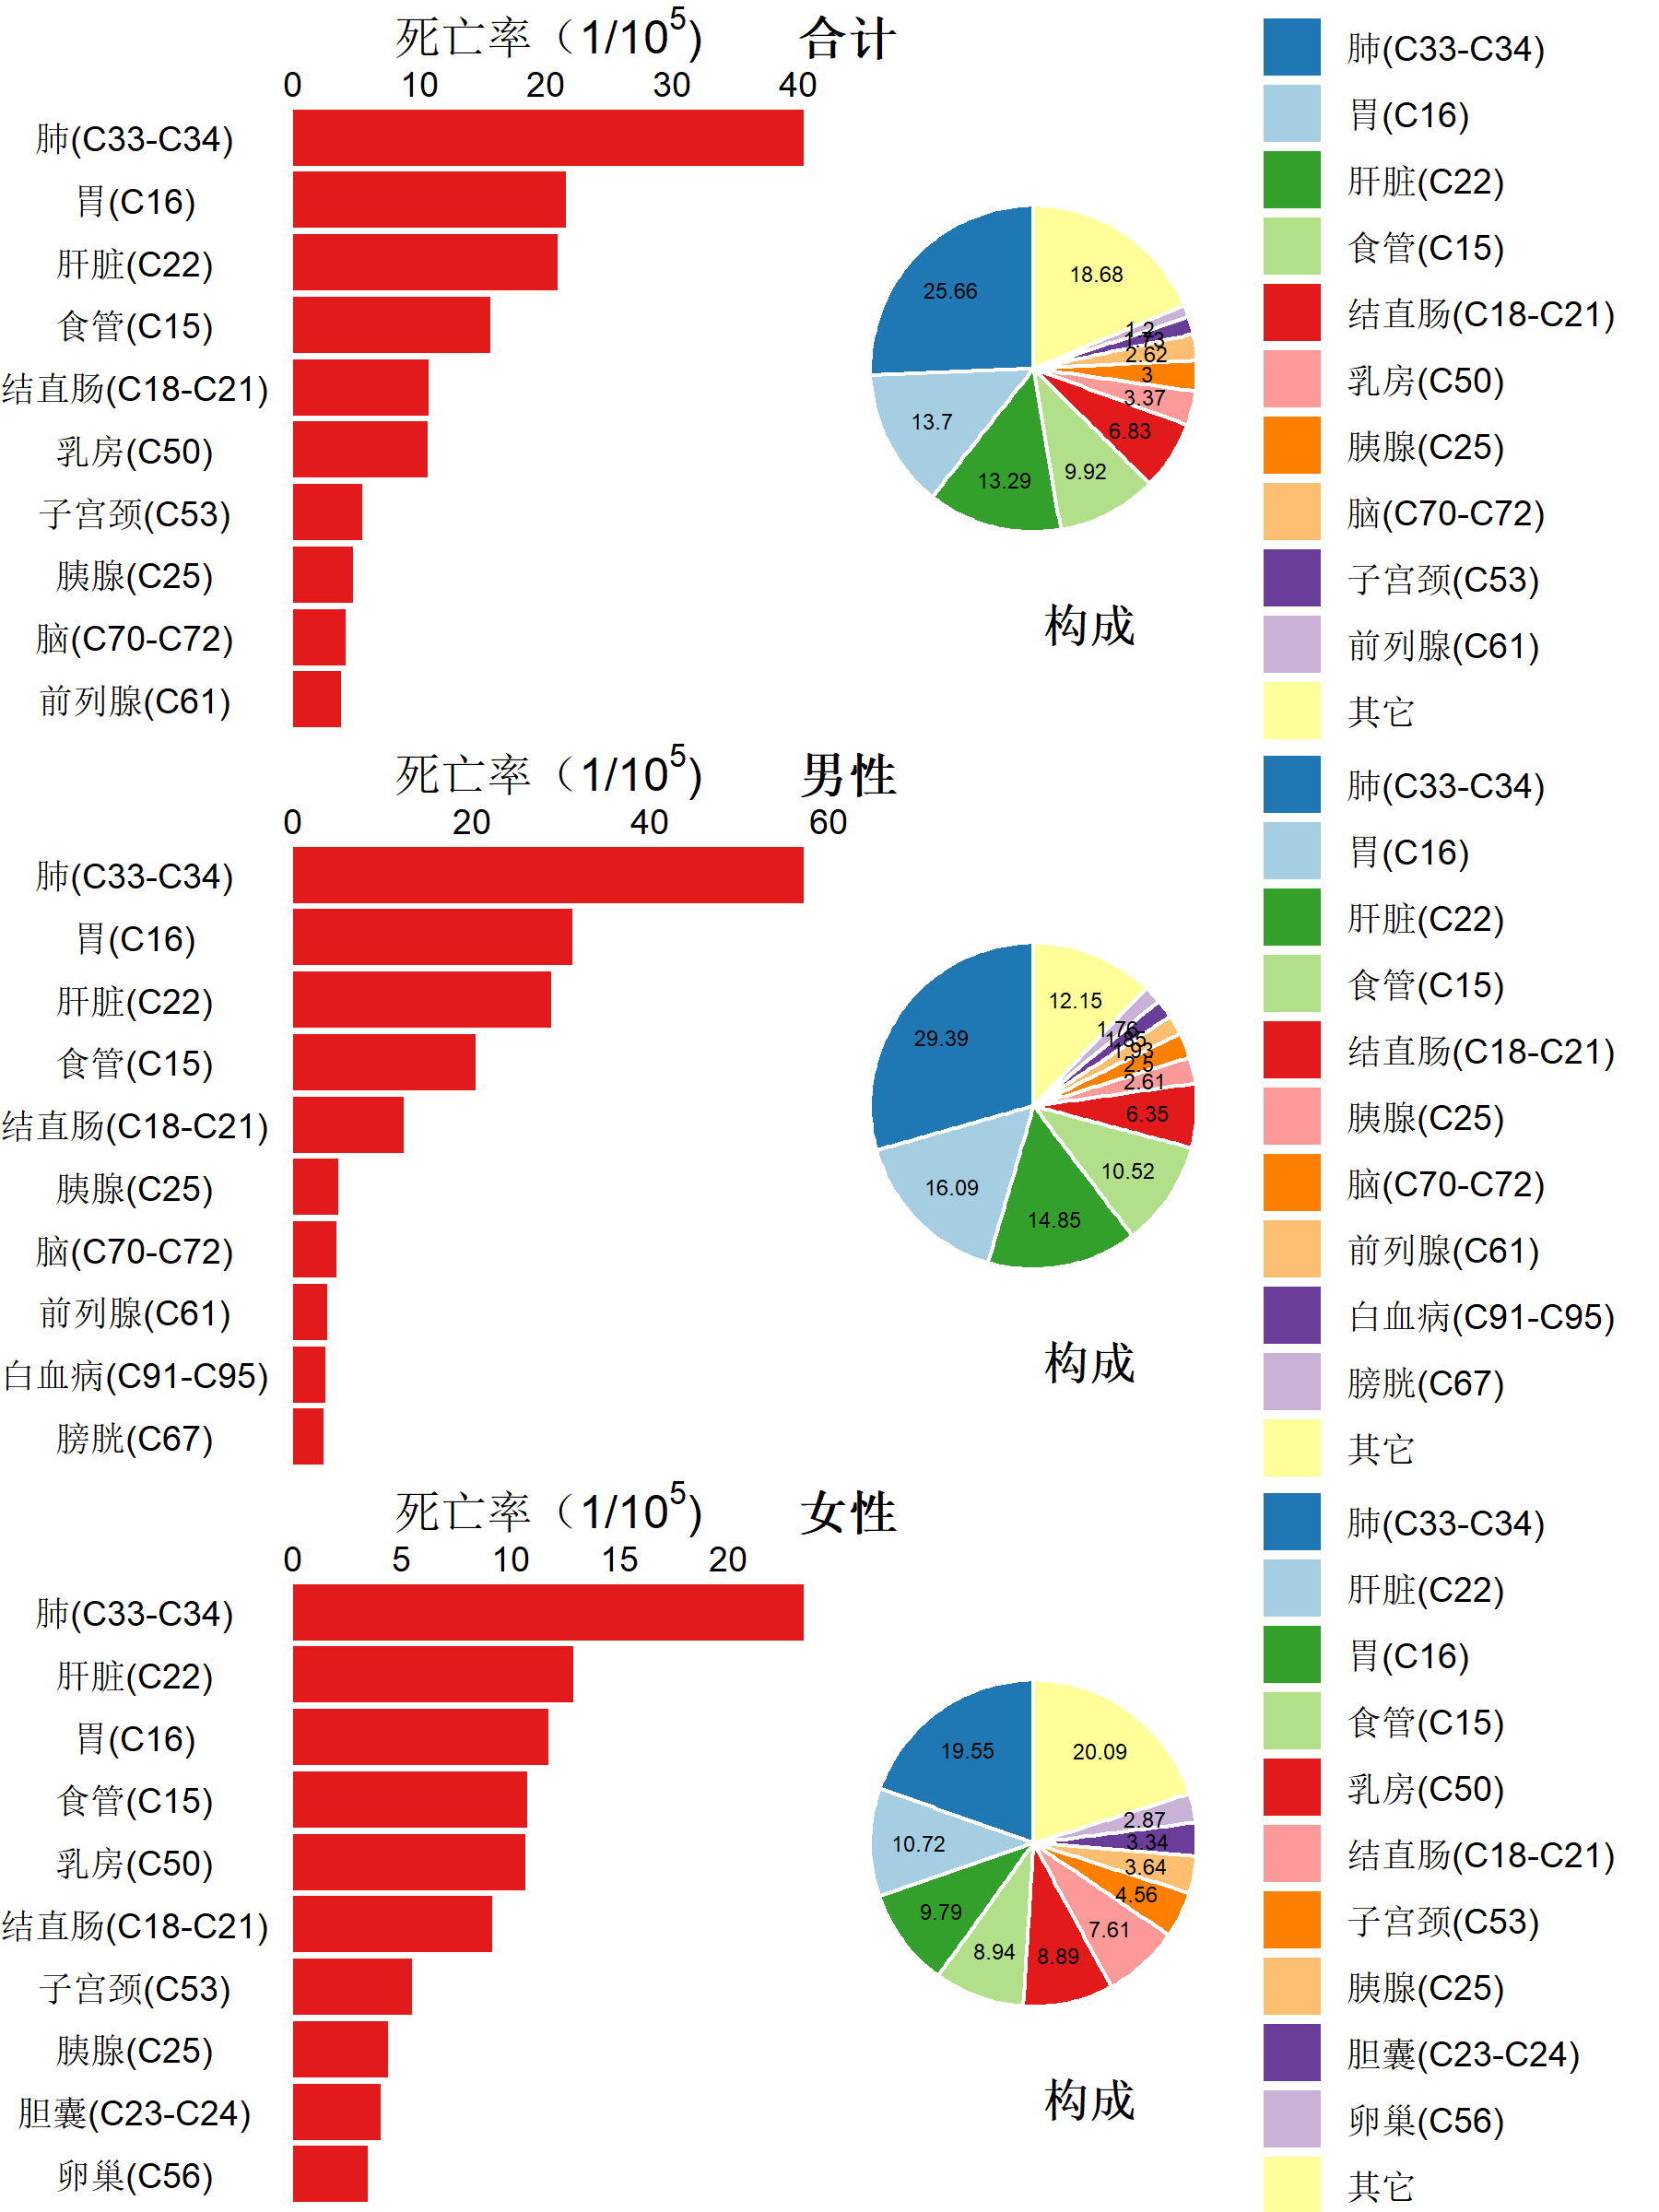 死亡率（1/10⁵) 合计
0 10 20 30 40
肺(C33-C34)
胃(C16)
肝脏(C22)
食管(C15)
结直肠(C18-C21)
乳房(C50)
子宫颈(C53)
胰腺(C25)
脑(C70-C72)
前列腺(C61)
18.68
1.2
1.73
2.62
3
3.37
6.83
9.92
13.29
13.7
25.66
构成
肺(C33-C34)
胃(C16)
肝脏(C22)
食管(C15)
结直肠(C18-C21)
乳房(C50)
胰腺(C25)
脑(C70-C72)
子宫颈(C53)
前列腺(C61)
其它
死亡率（1/10⁵) 男性
0 20 40 60
肺(C33-C34)
胃(C16)
肝脏(C22)
食管(C15)
结直肠(C18-C21)
胰腺(C25)
脑(C70-C72)
前列腺(C61)
白血病(C91-C95)
膀胱(C67)
12.15
1.76
1.85
1.93
2.5
2.61
6.35
10.52
14.85
16.09
29.39
构成
肺(C33-C34)
胃(C16)
肝脏(C22)
食管(C15)
结直肠(C18-C21)
胰腺(C25)
脑(C70-C72)
前列腺(C61)
白血病(C91-C95)
膀胱(C67)
其它
死亡率（1/10⁵) 女性
0 5 10 15 20
肺(C33-C34)
肝脏(C22)
胃(C16)
食管(C15)
乳房(C50)
结直肠(C18-C21)
子宫颈(C53)
胰腺(C25)
胆囊(C23-C24)
卵巢(C56)
20.09
2.87
3.34
3.64
4.56
7.61
8.89
8.94
9.79
10.72
19.55
构成
肺(C33-C34)
肝脏(C22)
胃(C16)
食管(C15)
乳房(C50)
结直肠(C18-C21)
子宫颈(C53)
胰腺(C25)
胆囊(C23-C24)
卵巢(C56)
其它